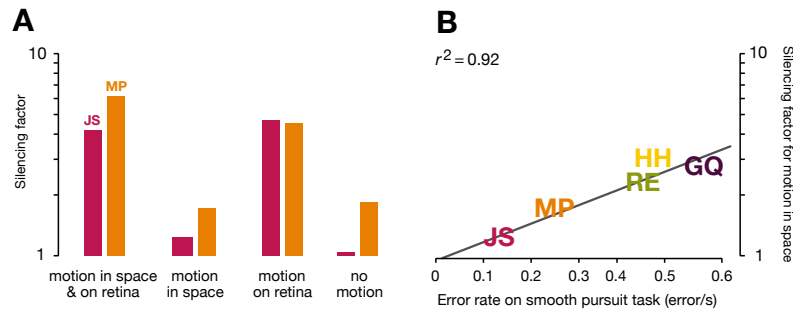 A
Silencing factor
10
1
JS
MP
motion in space
& on retina
motion
in space
motion
on retina
no
motion
B
r² = 0.92
10
1
Silencing factor for motion in space
JS
MP
HH
RE
GQ
0
0.1
0.2
0.3
0.4
0.5
0.6
Error rate on smooth pursuit task (error/s)